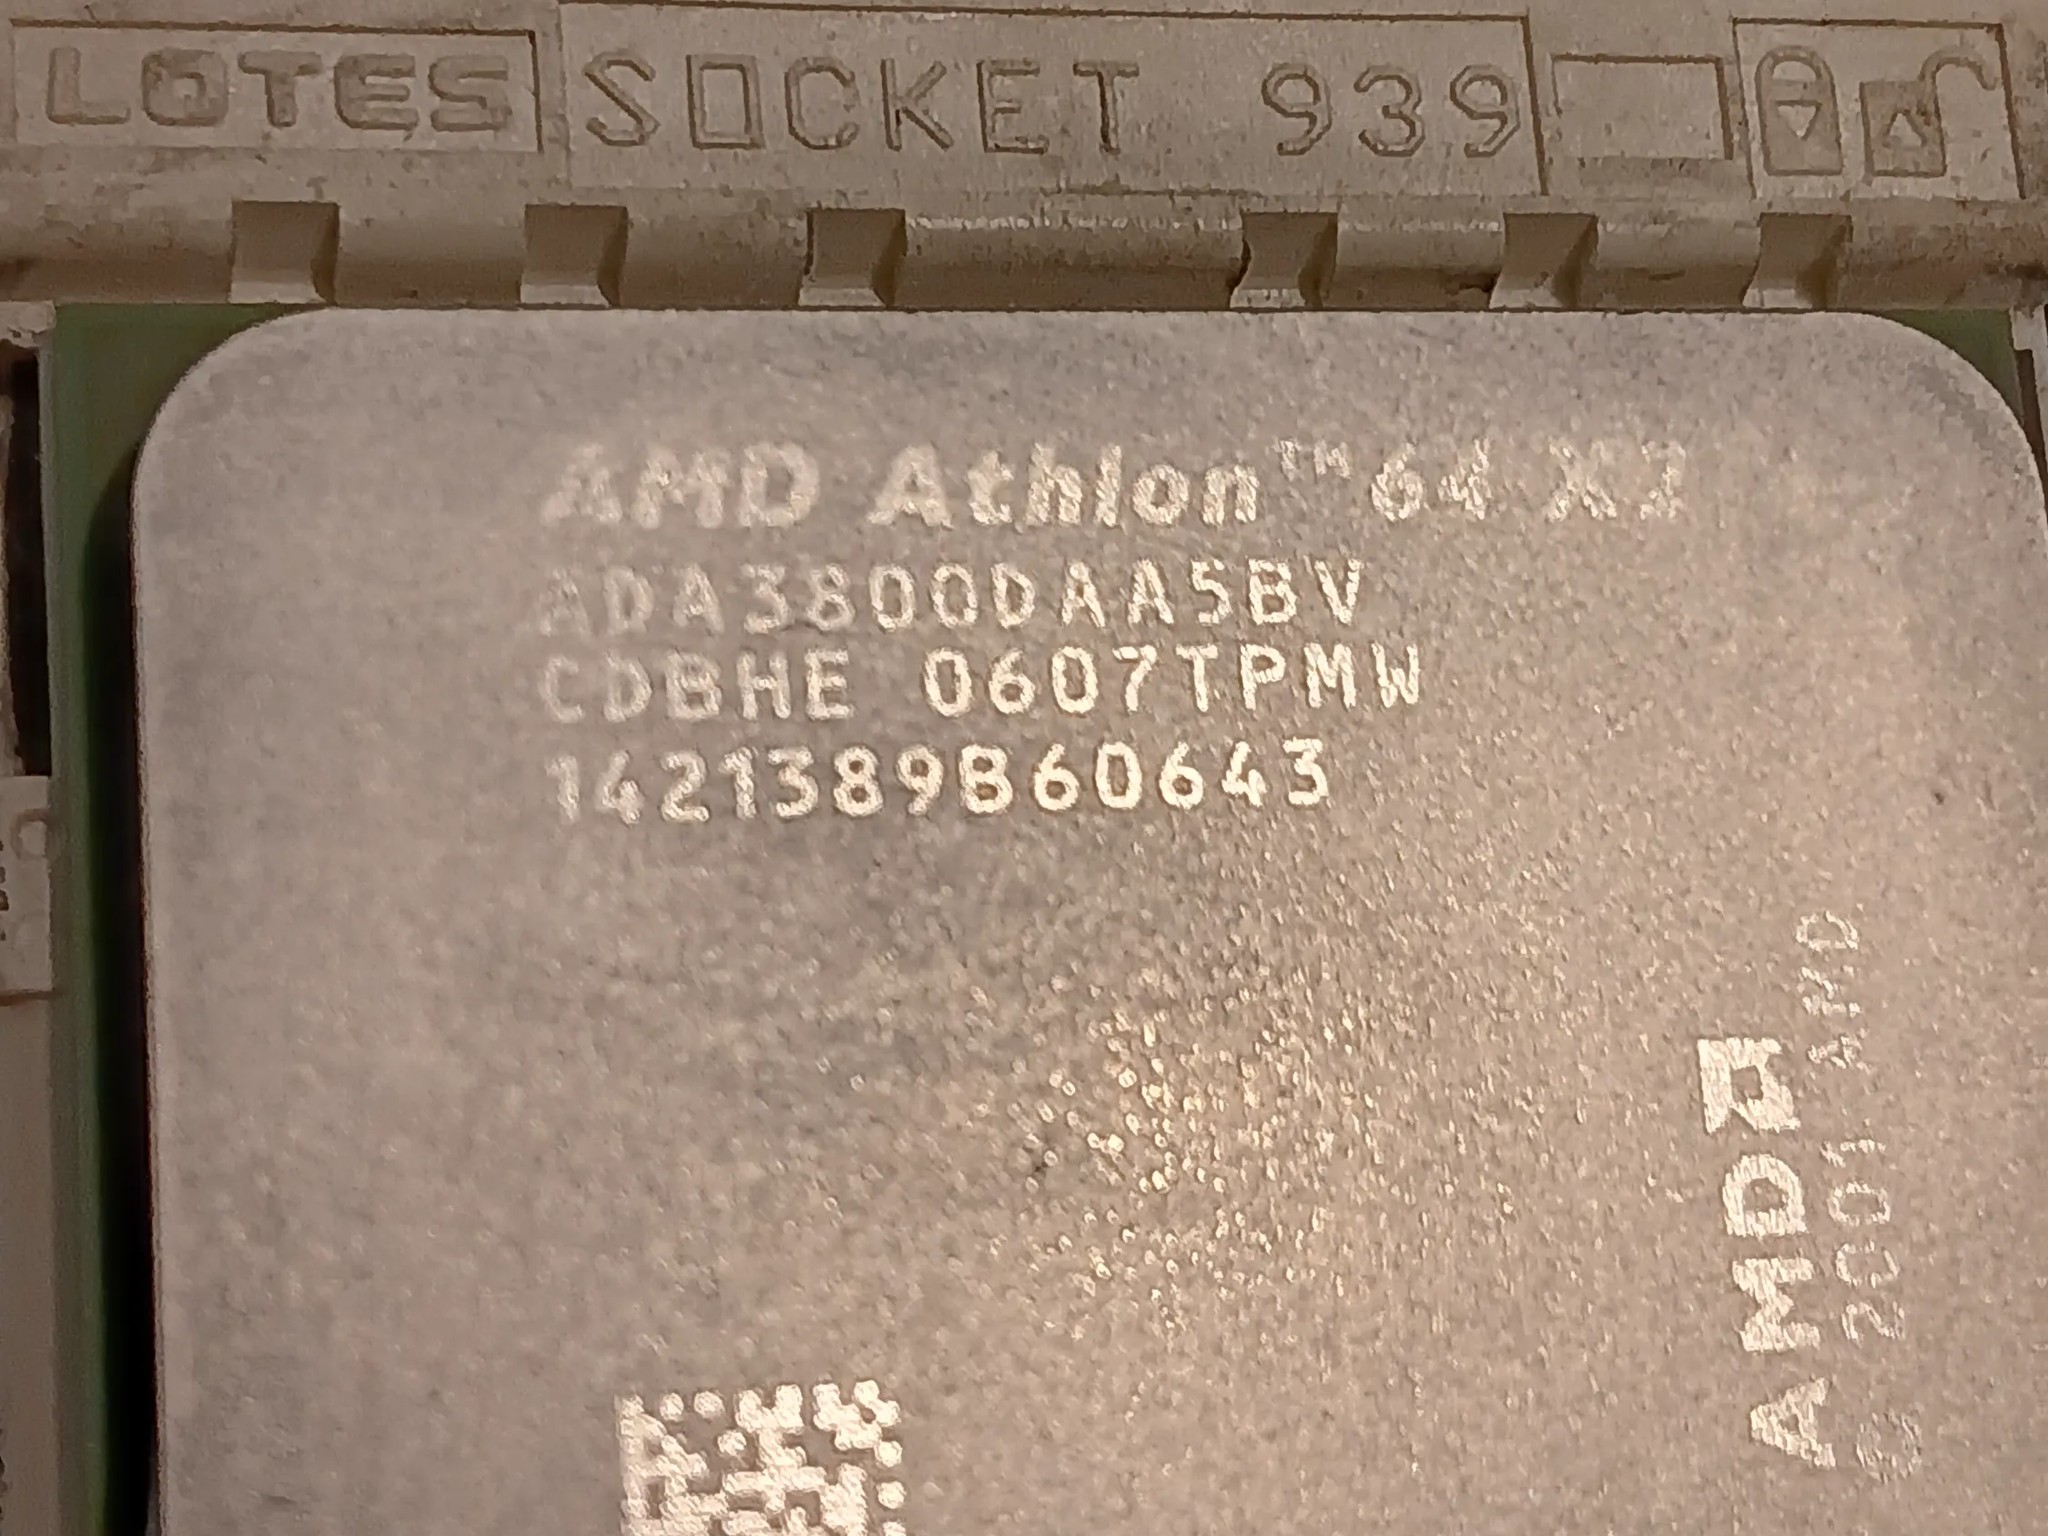 LOTES SOCKET 939
AMD Athlon™ 64 X2
ADA3800DAA5BV
CDBHE 0607TPMW
1421389B60643
AMD
© 2001 AMD